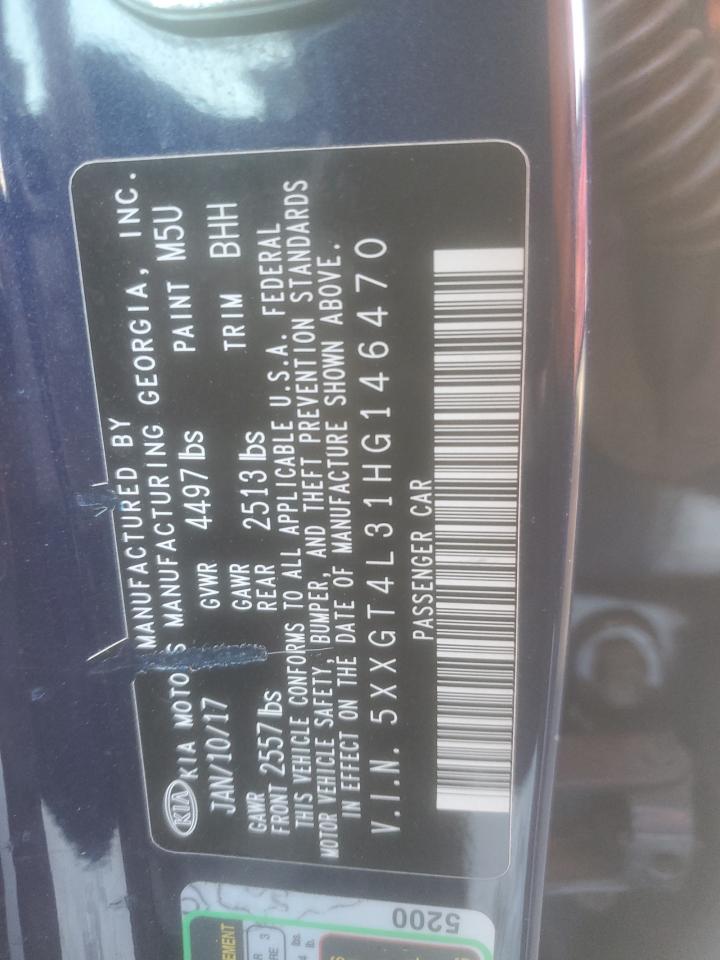 MANUFACTURED BY
KIA KIA MOTORS MANUFACTURING GEORGIA, INC.
JAN/10/17 GVWR 4497 lbs PAINT M5U
GAWR FRONT 2557 lbs GAWR REAR 2513 lbs TRIM BHH
THIS VEHICLE CONFORMS TO ALL APPLICABLE U.S.A. FEDERAL
MOTOR VEHICLE SAFETY, BUMPER, AND THEFT PREVENTION STANDARDS
IN EFFECT ON THE DATE OF MANUFACTURE SHOWN ABOVE.
V.I.N. 5XXGT4L31HG146470
PASSENGER CAR
5200